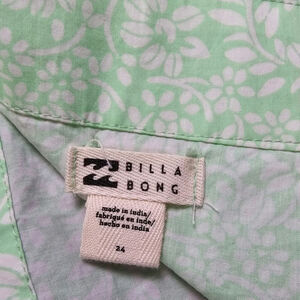 BILLA
BONG
made in india/
fabriqué en inde/
hecho en india
24